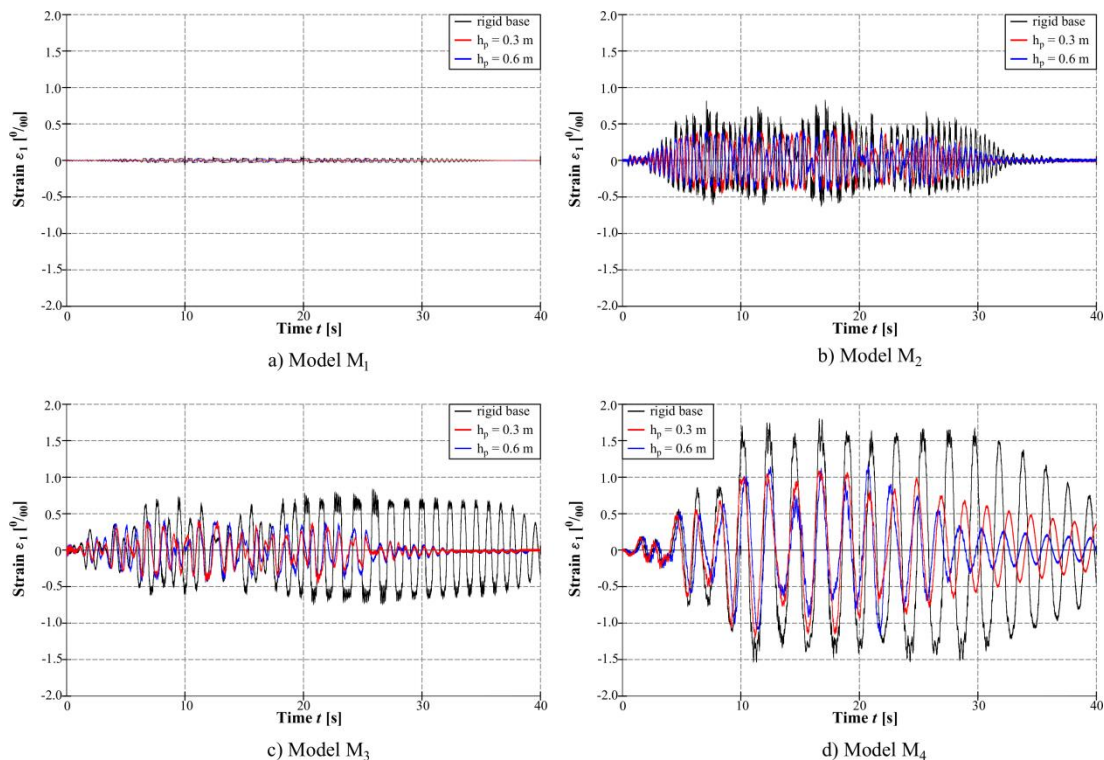 2.0
1.5
1.0
0.5
0
-0.5
-1.0
-1.5
-2.0
Strain ε₁ [⁰/₀₀]
rigid base
hₚ = 0.3 m
hₚ = 0.6 m
0 10 20 30 40
Time t [s]
a) Model M₁
2.0
1.5
1.0
0.5
0
-0.5
-1.0
-1.5
-2.0
Strain ε₁ [⁰/₀₀]
rigid base
hₚ = 0.3 m
hₚ = 0.6 m
0 10 20 30 40
Time t [s]
b) Model M₂
2.0
1.5
1.0
0.5
0
-0.5
-1.0
-1.5
-2.0
Strain ε₁ [⁰/₀₀]
rigid base
hₚ = 0.3 m
hₚ = 0.6 m
0 10 20 30 40
Time t [s]
c) Model M₃
2.0
1.5
1.0
0.5
0
-0.5
-1.0
-1.5
-2.0
Strain ε₁ [⁰/₀₀]
rigid base
hₚ = 0.3 m
hₚ = 0.6 m
0 10 20 30 40
Time t [s]
d) Model M₄